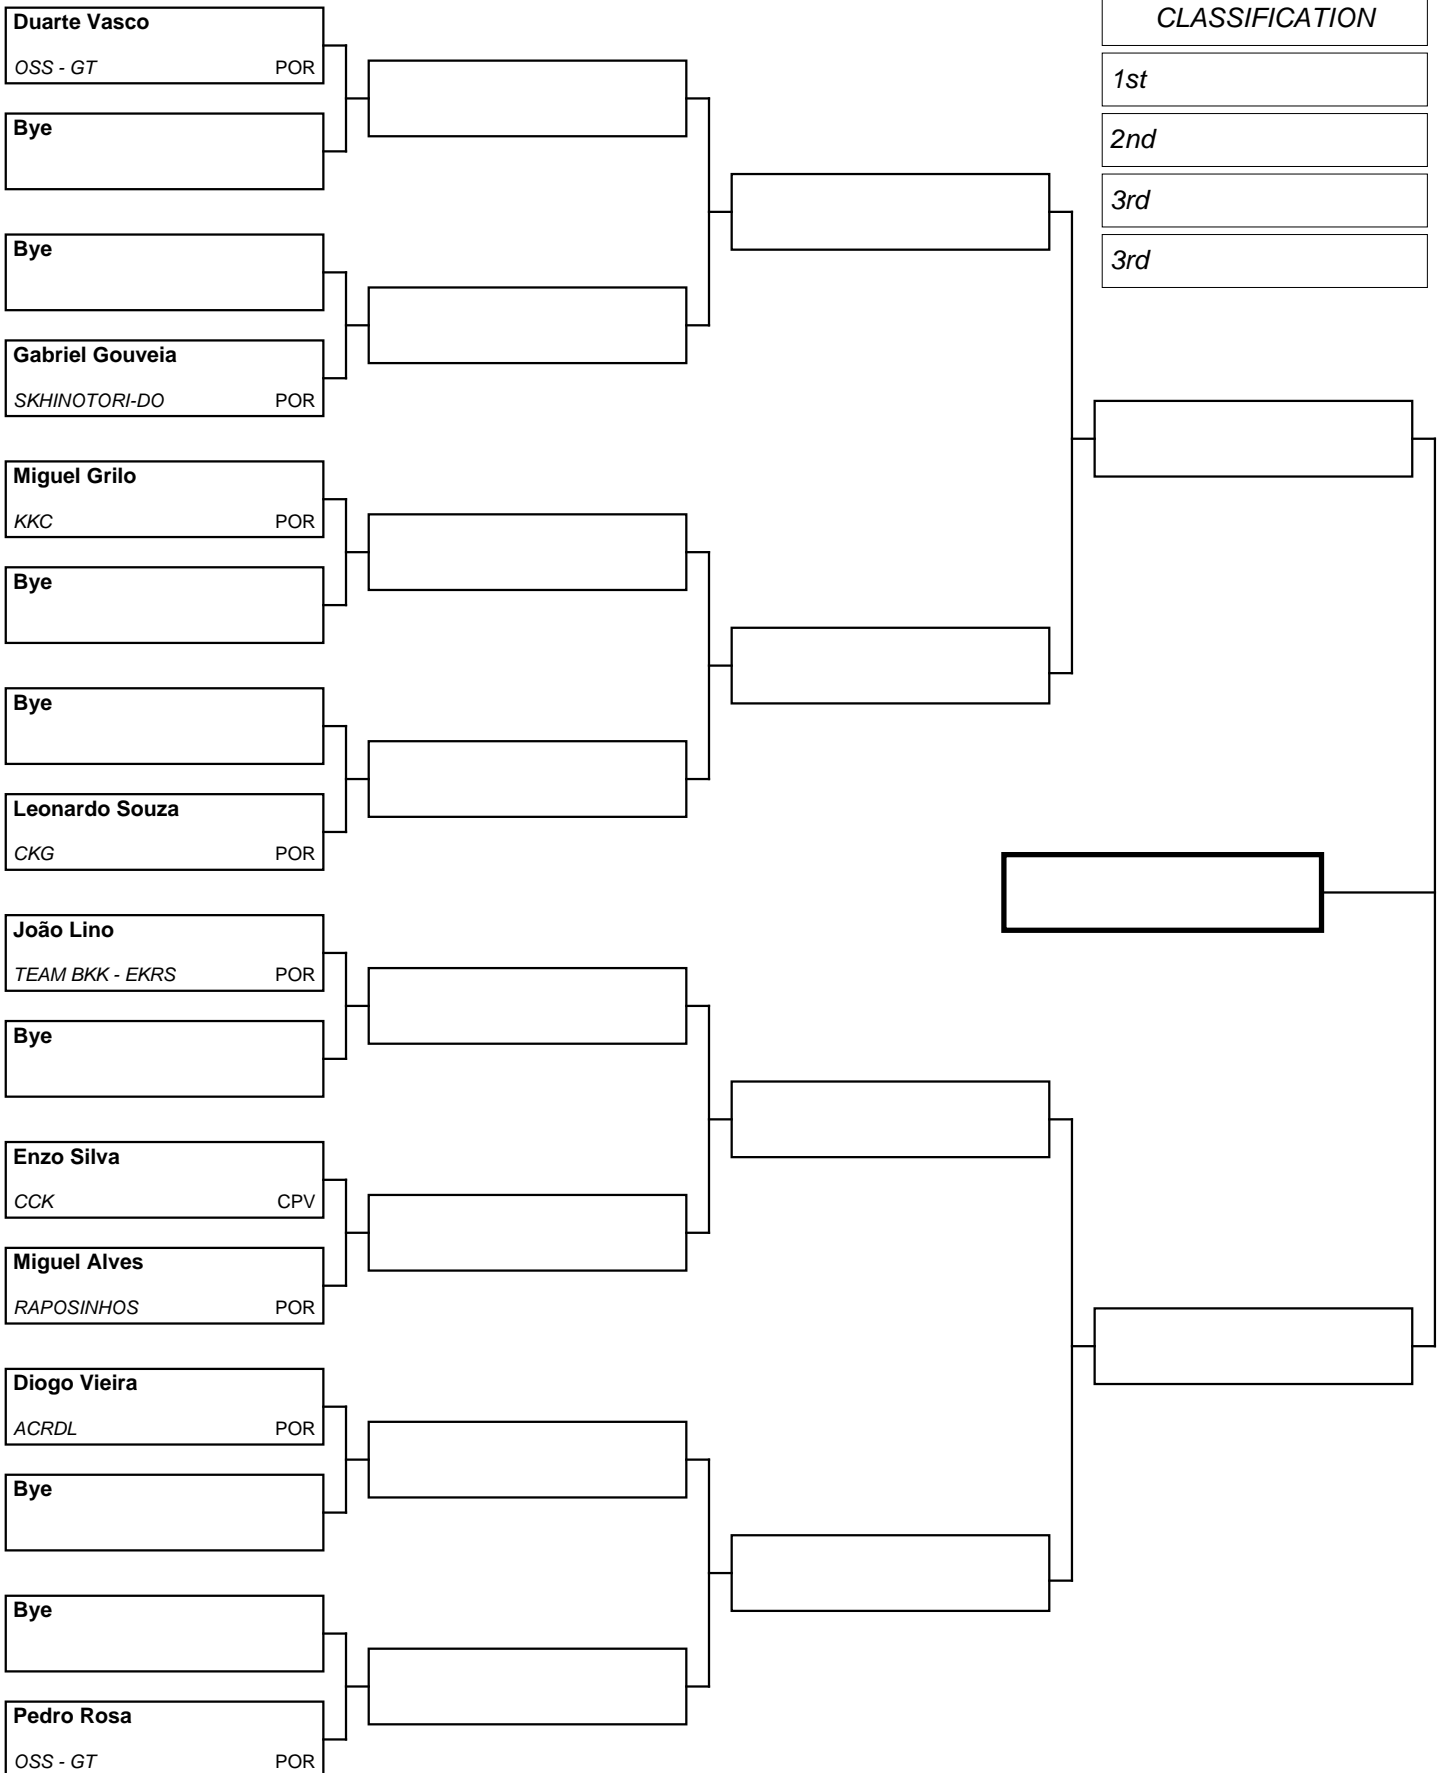 Duarte Vasco
OSS - GT POR
Bye
Bye
Gabriel Gouveia
SKHINOTORI-DO POR
Miguel Grilo
KKC POR
Bye
Bye
Leonardo Souza
CKG POR
João Lino
TEAM BKK - EKRS POR
Bye
Enzo Silva
CCK CPV
Miguel Alves
RAPOSINHOS POR
Diogo Vieira
ACRDL POR
Bye
Bye
Pedro Rosa
OSS - GT POR
CLASSIFICATION
1st
2nd
3rd
3rd